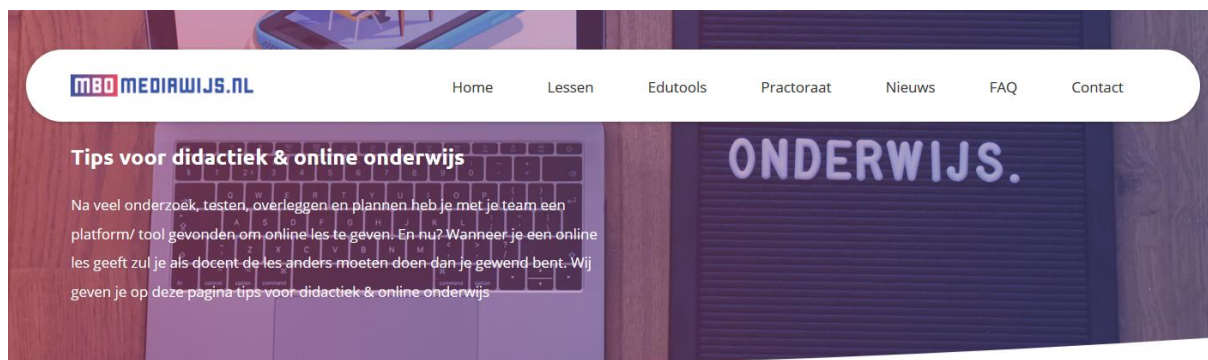 MBO MEDIAWIJS.NL
Home Lessen Edutools Practoraat Nieuws FAQ Contact
Tips voor didactiek & online onderwijs
Na veel onderzoek, testen, overleggen en plannen heb je met je team een
platform/ tool gevonden om online les te geven. En nu? Wanneer je een online
les geeft zul je als docent de les anders moeten doen dan je gewend bent. Wij
geven je op deze pagina tips voor didactiek & online onderwijs
ONDERWIJS.